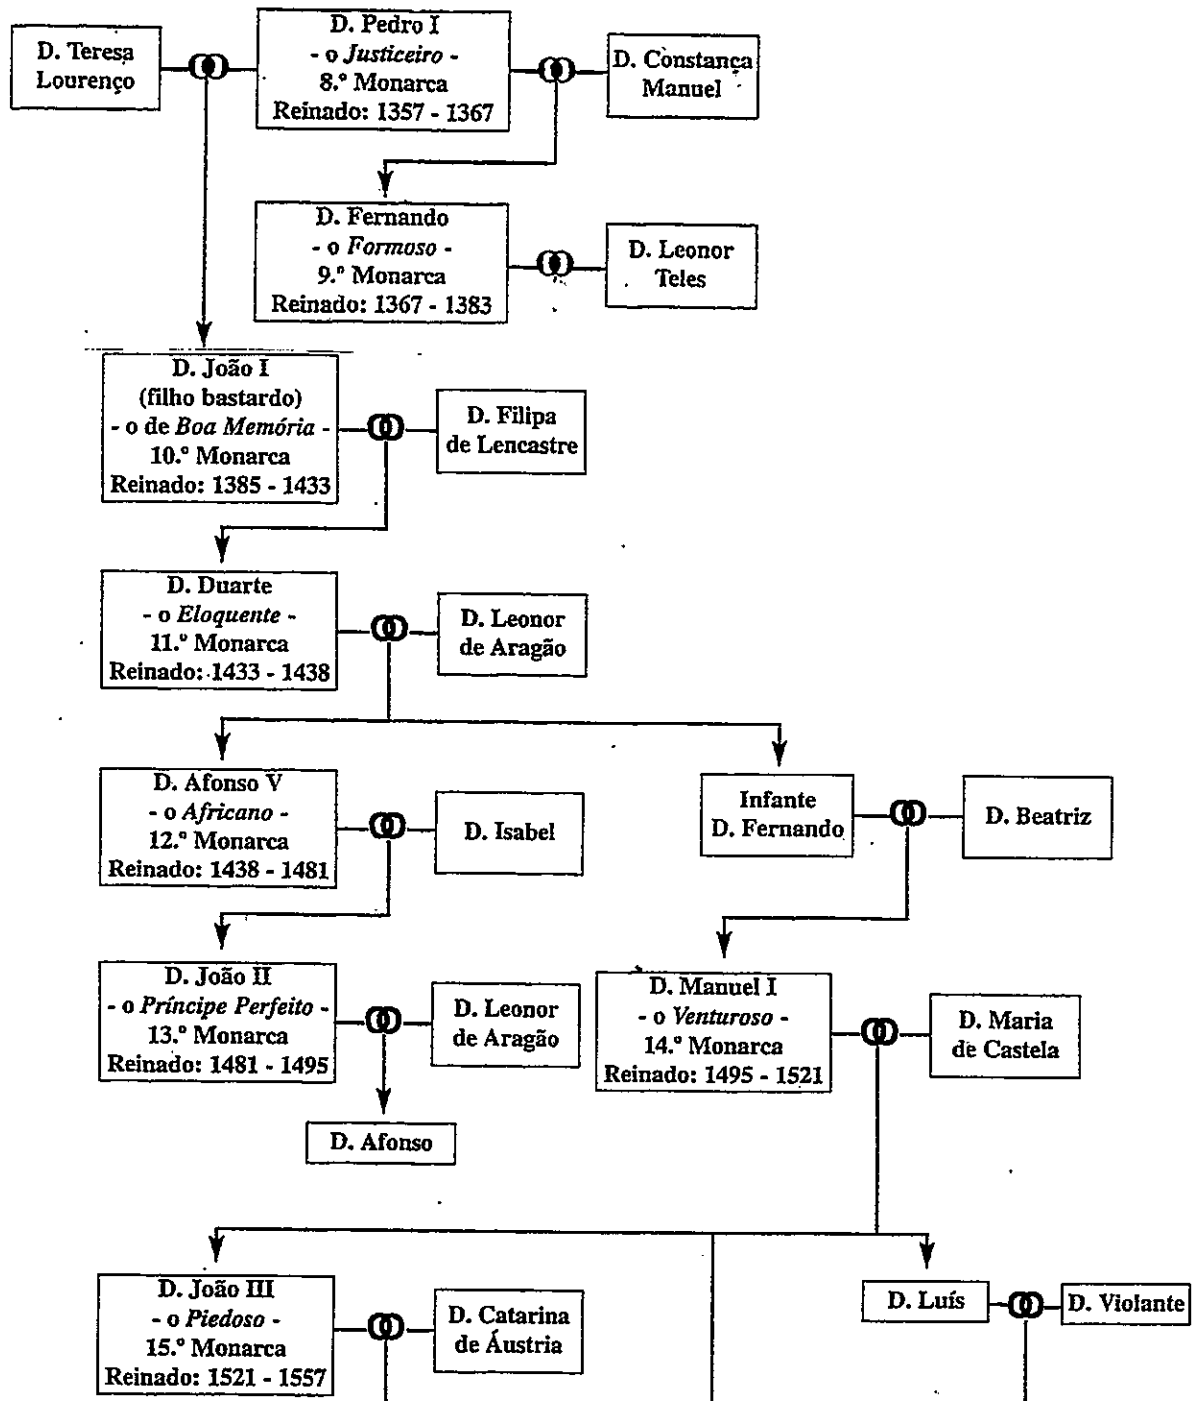 D. Teresa
Lourenço
D. Pedro I
- o Justiceiro -
8.º Monarca
Reinado: 1357 - 1367
D. Constança
Manuel
D. Fernando
- o Formoso -
9.º Monarca
Reinado: 1367 - 1383
D. Leonor
Teles
D. João I
(filho bastardo)
- o de Boa Memória -
10.º Monarca
Reinado: 1385 - 1433
D. Filipa
de Lencastre
D. Duarte
- o Eloquente -
11.º Monarca
Reinado: 1433 - 1438
D. Leonor
de Aragão
D. Afonso V
- o Africano -
12.º Monarca
Reinado: 1438 - 1481
D. Isabel
Infante
D. Fernando
D. Beatriz
D. João II
- o Príncipe Perfeito -
13.º Monarca
Reinado: 1481 - 1495
D. Leonor
de Aragão
D. Manuel I
- o Venturoso -
14.º Monarca
Reinado: 1495 - 1521
D. Maria
de Castela
D. Afonso
D. João III
- o Piedoso -
15.º Monarca
Reinado: 1521 - 1557
D. Catarina
de Áustria
D. Luís
D. Violante